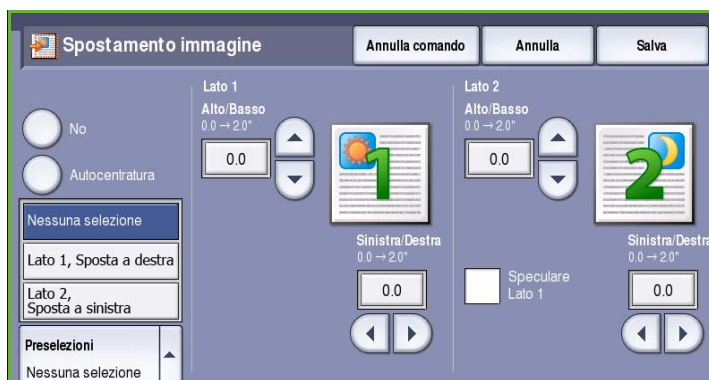 Spostamento immagine
Annulla comando
Annulla
Salva
No
Autocentratura
Nessuna selezione
Lato 1, Sposta a destra
Lato 2,
Sposta a sinistra
Preselezioni
Nessuna selezione
Lato 1
Alto/Basso
0.0 → 2.0"
0.0
1
Sinistra/Destra
0.0 → 2.0"
0.0
Lato 2
Alto/Basso
0.0 → 2.0"
0.0
2
Speculare
Lato 1
Sinistra/Destra
0.0 → 2.0"
0.0